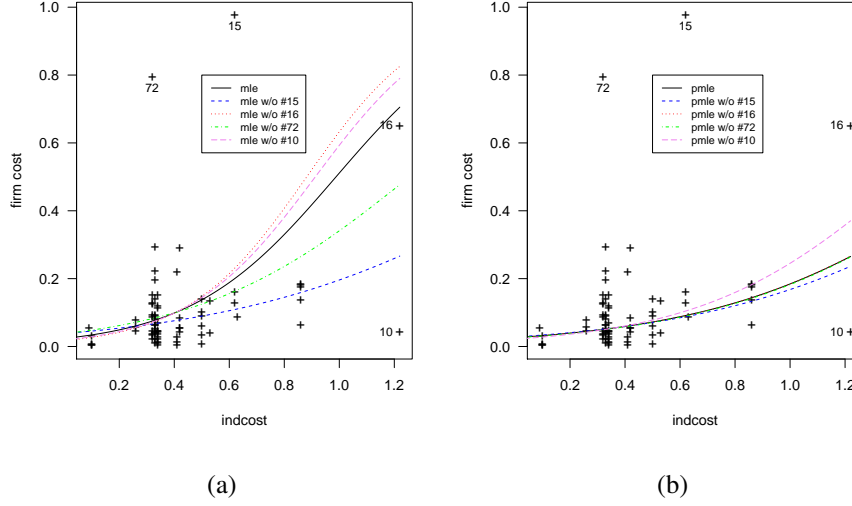 1.0
0.8
0.6
0.4
0.2
0.0
firm cost
15
72
16
10
mle
mle w/o #15
mle w/o #16
mle w/o #72
mle w/o #10
0.2 0.4 0.6 0.8 1.0 1.2
indcost
(a)
1.0
0.8
0.6
0.4
0.2
0.0
firm cost
15
72
16
10
pmle
pmle w/o #15
pmle w/o #16
pmle w/o #72
pmle w/o #10
0.2 0.4 0.6 0.8 1.0 1.2
indcost
(b)